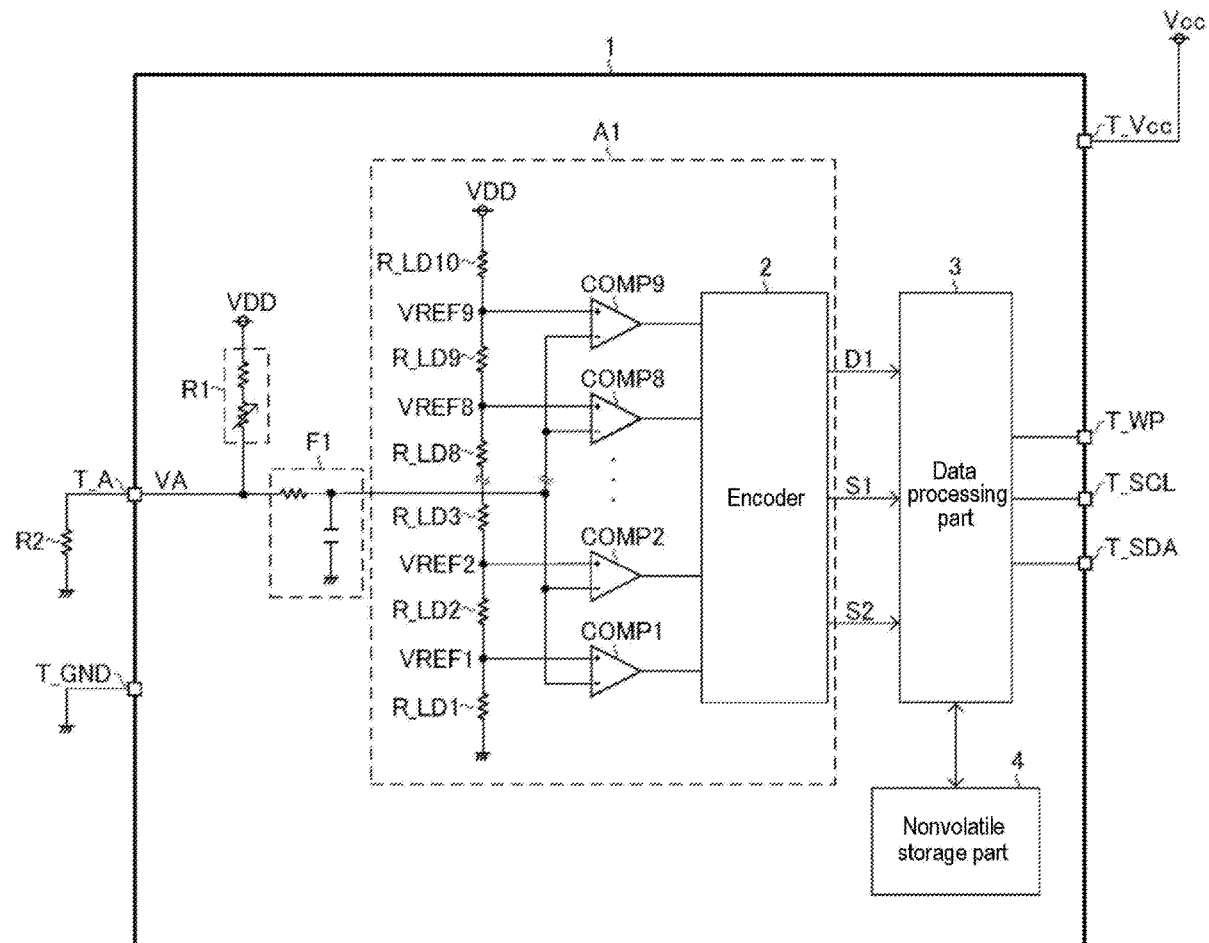 Vcc
1
T_Vcc
A1
VDD
R_LD10
COMP9
2
3
VREF9
VDD
R_LD9
D1
R1
COMP8
VREF8
T_WP
F1
R_LD8
T_A
VA
Encoder
S1
Data
processing
part
T_SCL
R_LD3
R2
COMP2
T_SDA
VREF2
R_LD2
S2
COMP1
VREF1
T_GND
R_LD1
4
Nonvolatile
storage part